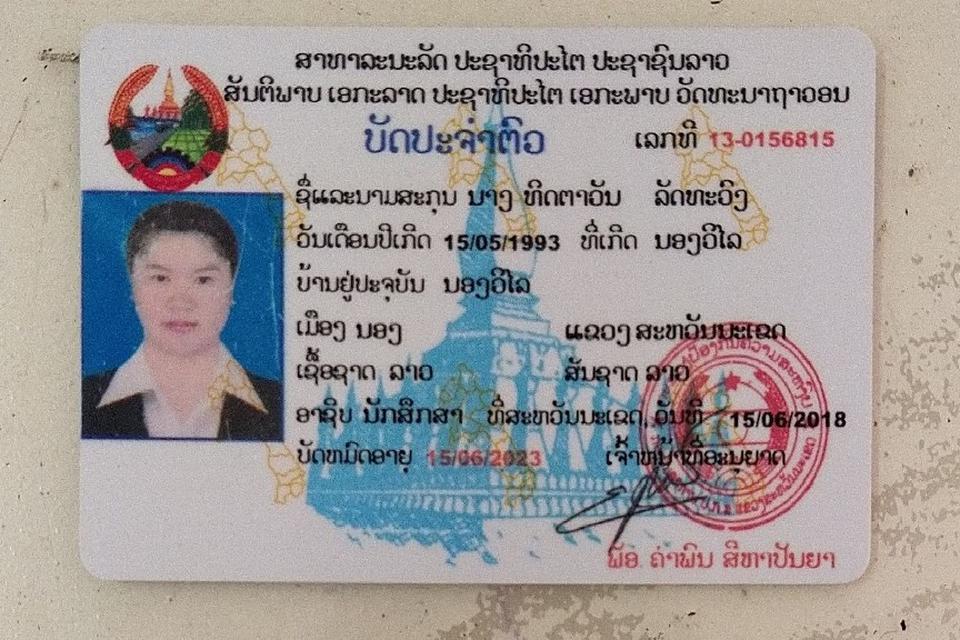 ສາທາລະນະລັດ ປະຊາທິປະໄຕ ປະຊາຊົນລາວ
ສັນຕິພາບ ເອກະລາດ ປະຊາທິປະໄຕ ເອກະພາບ ວັດທະນາຖາວອນ
ບັດປະຈຳຕົວ ເລກທີ 13-0156815
ຊື່ແລະນາມສະກຸນ ນາງ ທິດຕາວັນ ລັດທະວົງ
ວັນເດືອນປີເກີດ 15/05/1993 ທີ່ເກີດ ນອງວິໄລ
ບ້ານຢູ່ປະຈຸບັນ ນອງວິໄລ
ເມືອງ ນອງ ແຂວງ ສະຫວັນນະເຂດ
ເຊື້ອຊາດ ລາວ ສັນຊາດ ລາວ
ອາຊິບ ນັກສຶກສາ ທີ່ສະຫວັນນະເຂດ, ວັນທີ 15/06/2018
ບັດໝົດອາຍຸ 15/06/2023 ເຈົ້າໜ້າທີ່ອະນຸຍາດ
ພັອ. ຄຳພົນ ສີຫາປັນຍາ